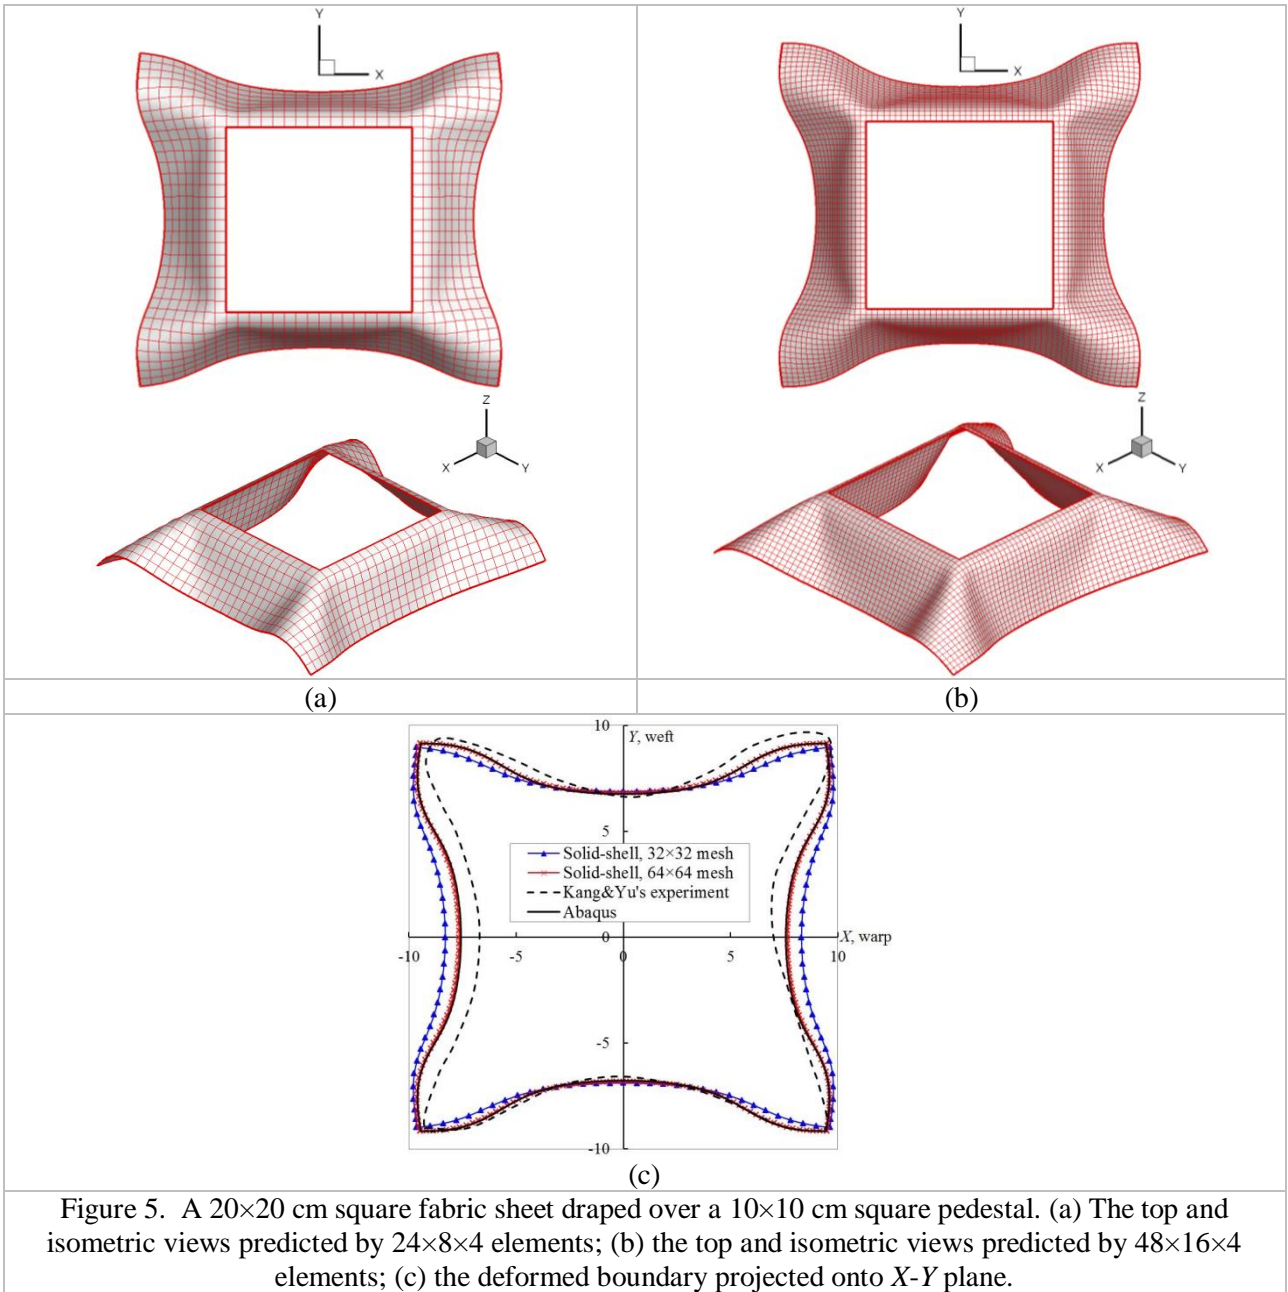 Y
X
Z
X
Y
Y
X
Z
X
Y
(a)
(b)
10
Y, weft
5
Solid-shell, 32×32 mesh
Solid-shell, 64×64 mesh
Kang&Yu's experiment
Abaqus
0
X, warp
-10
-5
0
5
10
-5
-10
(c)
Figure 5. A 20×20 cm square fabric sheet draped over a 10×10 cm square pedestal. (a) The top and
isometric views predicted by 24×8×4 elements; (b) the top and isometric views predicted by 48×16×4
elements; (c) the deformed boundary projected onto X-Y plane.